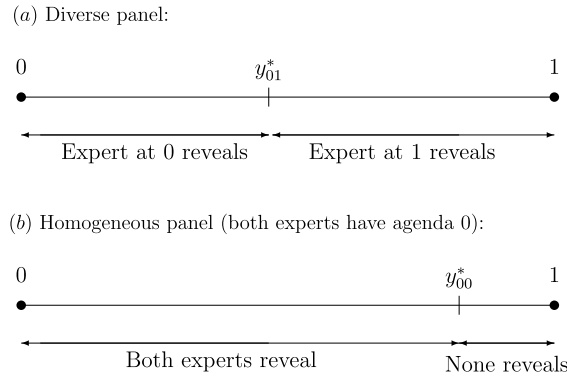 (a) Diverse panel:
0 y*01 1
Expert at 0 reveals Expert at 1 reveals
(b) Homogeneous panel (both experts have agenda 0):
0 y*00 1
Both experts reveal None reveals